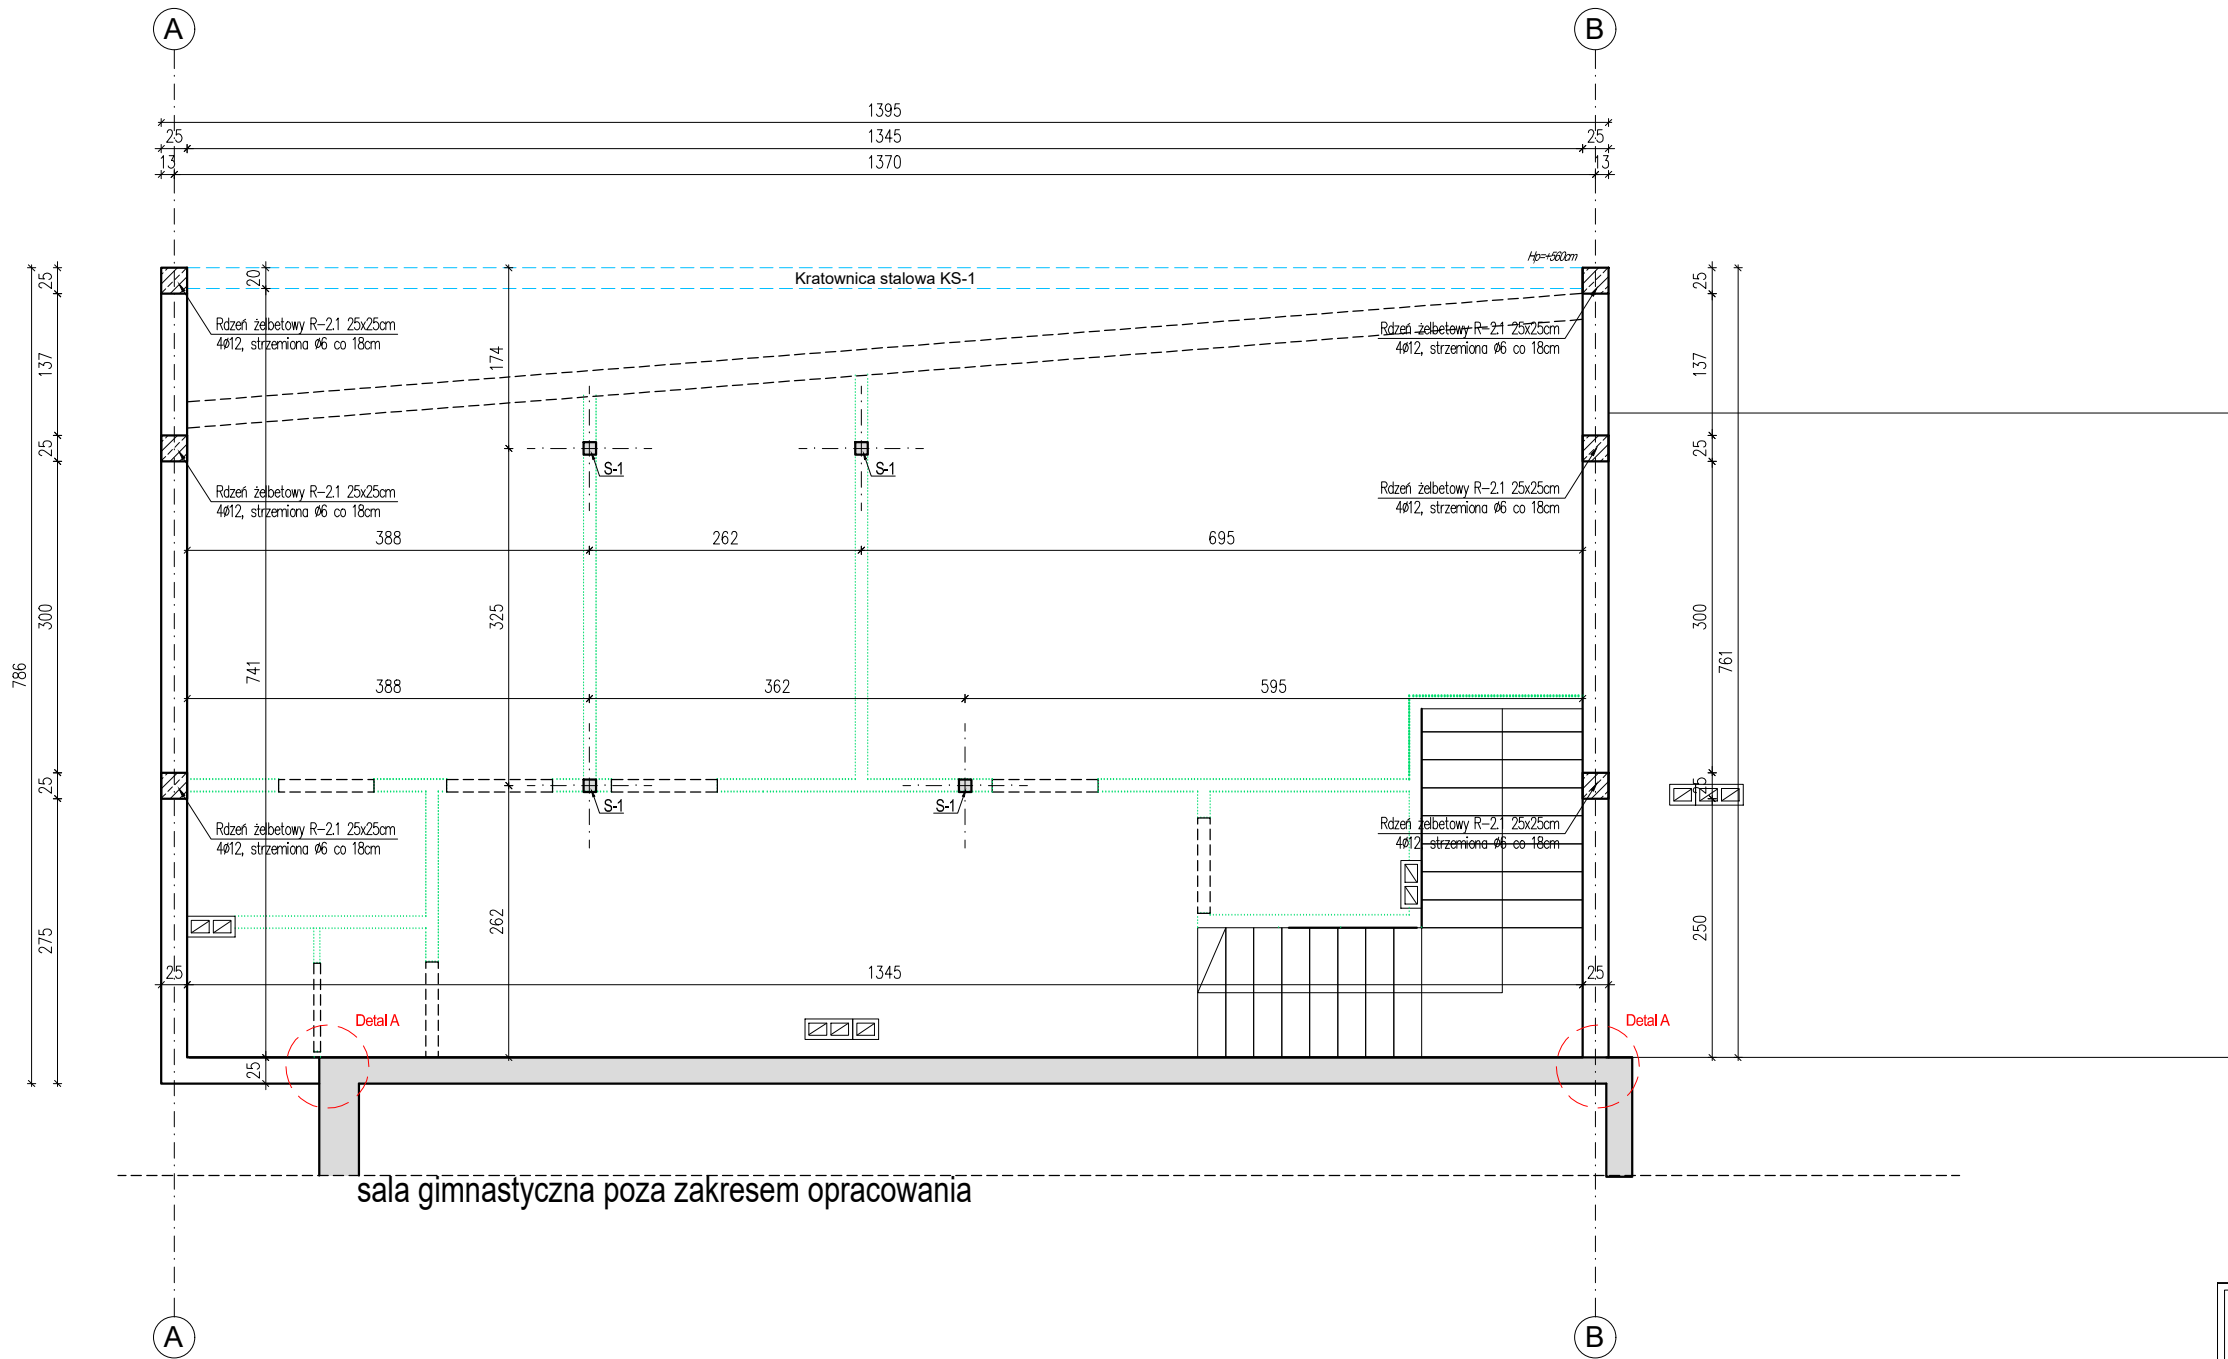 A
B
1395
25
1345
25
13
1370
13
Hp=+560cm
Kratownica stalowa KS-1
25
20
25
Rdzeń żelbetowy R-2.1 25x25cm
4ø12, strzemiona ø6 co 18cm
Rdzeń żelbetowy R-2.1 25x25cm
4ø12, strzemiona ø6 co 18cm
137
174
137
25
25
S-1
S-1
Rdzeń żelbetowy R-2.1 25x25cm
4ø12, strzemiona ø6 co 18cm
Rdzeń żelbetowy R-2.1 25x25cm
4ø12, strzemiona ø6 co 18cm
388
262
695
300
325
300
786
741
761
388
362
595
25
25
S-1
S-1
Rdzeń żelbetowy R-2.1 25x25cm
4ø12, strzemiona ø6 co 18cm
Rdzeń żelbetowy R-2.1 25x25cm
4ø12, strzemiona ø6 co 18cm
275
262
250
25
1345
25
Detal A
Detal A
25
sala gimnastyczna poza zakresem opracowania
A
B